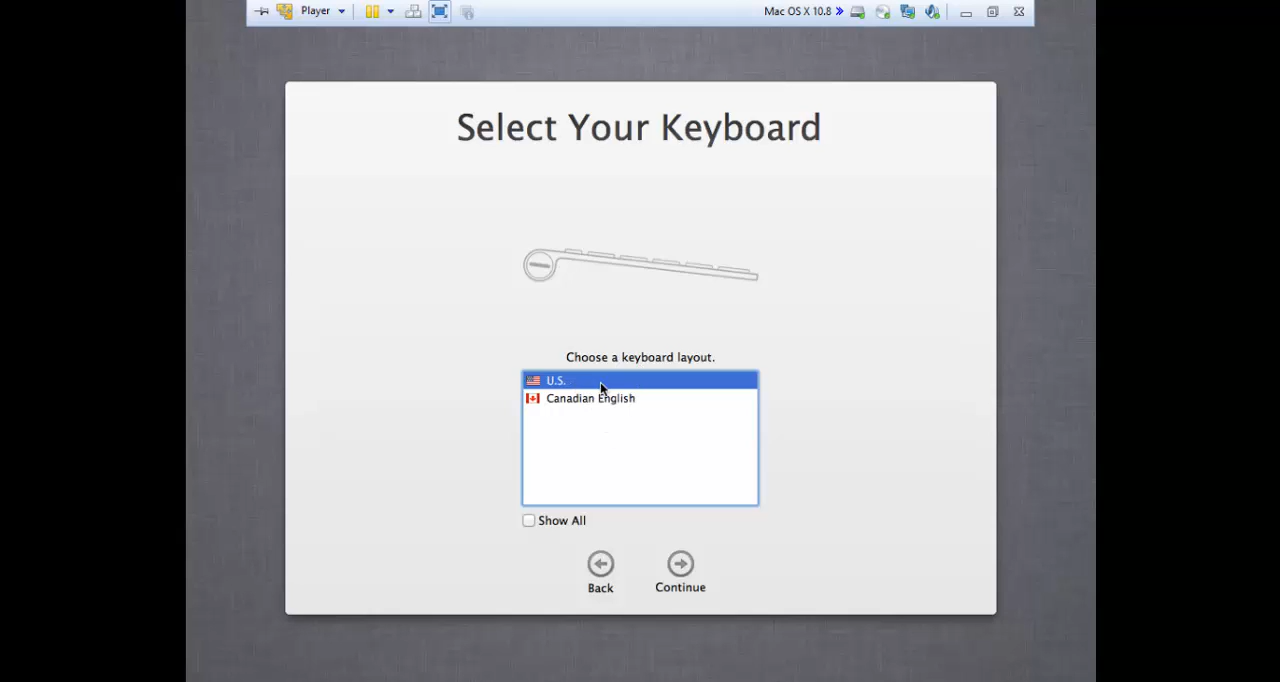 Player
Mac OS X 10.8 »
Select Your Keyboard
Choose a keyboard layout.
U.S.
Canadian English
Show All
Back
Continue